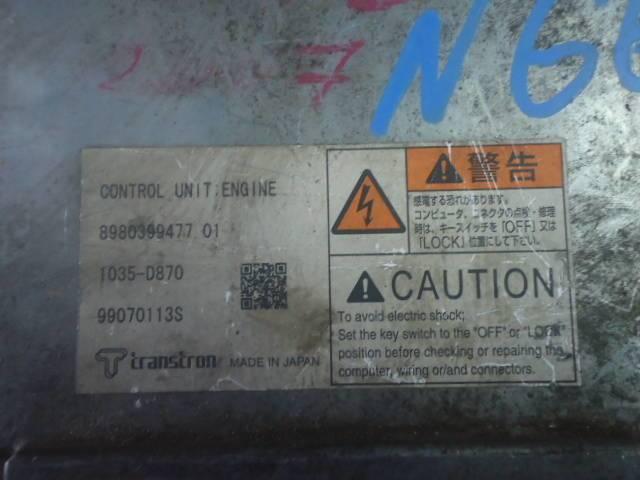 7
N66
CONTROL UNIT;ENGINE
8980399477 01
1035-D870
99070113S
transtron MADE IN JAPAN
警告
感電する恐れがあります。
コンピュータ、コネクタの点検・修理
時は、キースイッチを「OFF」又は
「LOCK」位置にして下さい。
CAUTION
To avoid electric shock;
Set the key switch to the "OFF" or "LOCK"
position before checking or repairing the
computer, wiring or/and connectors.